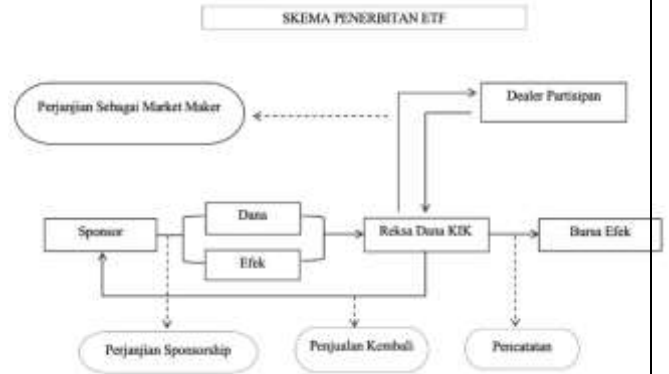 SKEMA PENERBITAN ETF
Perjanjian Sebagai Market Maker
Dealer Partisipan
Sponsor
Dana
Efek
Reksa Dana KIK
Bursa Efek
Perjanjian Sponsorship
Penjualan Kembali
Pencatatan